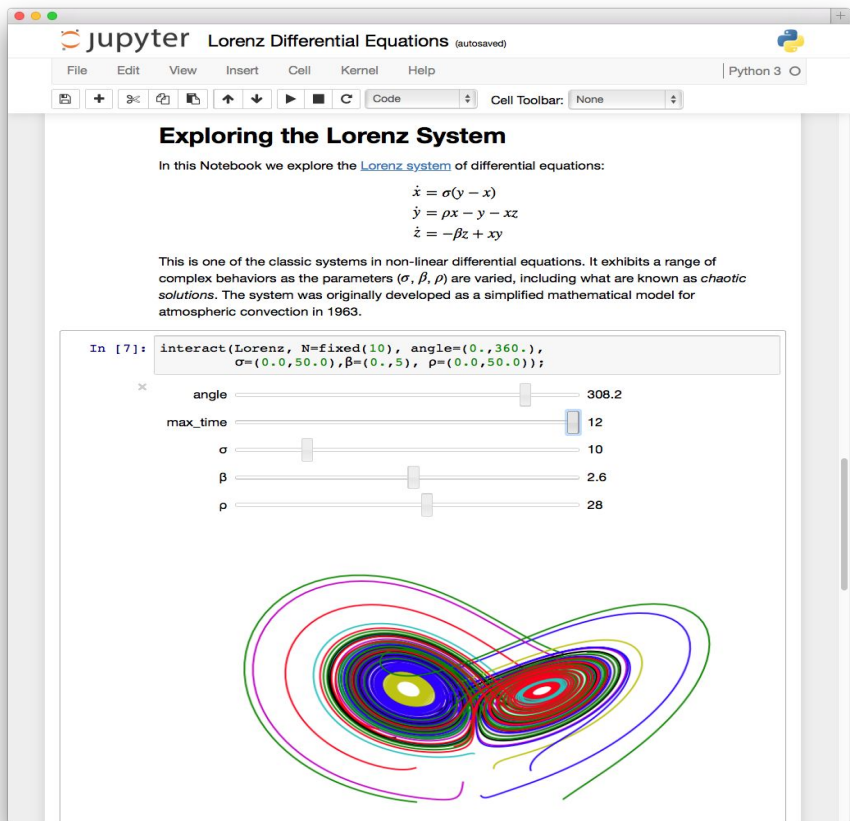 jupyter Lorenz Differential Equations (autosaved)
File Edit View Insert Cell Kernel Help Python 3
Code Cell Toolbar: None
Exploring the Lorenz System
In this Notebook we explore the Lorenz system of differential equations:
ẋ = σ(y − x)
ẏ = ρx − y − xz
ż = −βz + xy
This is one of the classic systems in non-linear differential equations. It exhibits a range of
complex behaviors as the parameters (σ, β, ρ) are varied, including what are known as chaotic
solutions. The system was originally developed as a simplified mathematical model for
atmospheric convection in 1963.
In [7]: interact(Lorenz, N=fixed(10), angle=(0.,360.),
σ=(0.0,50.0),β=(0.,5), ρ=(0.0,50.0));
angle 308.2
max_time 12
σ 10
β 2.6
ρ 28